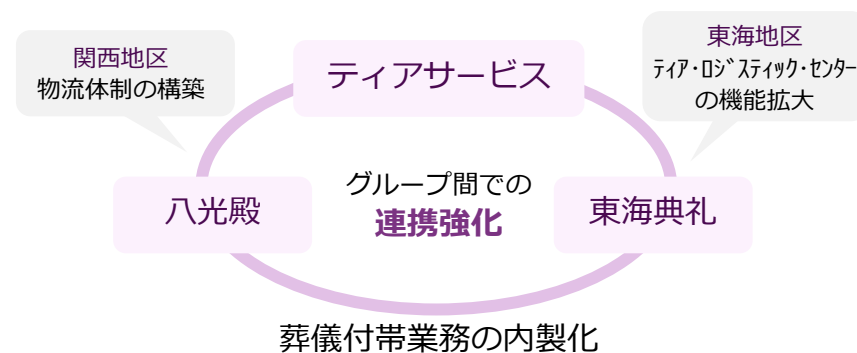 関西地区
物流体制の構築
ティアサービス
東海地区
ﾃｨｱ･ﾛｼﾞｽﾃｨｯｸ･ｾﾝﾀｰ
の機能拡大
八光殿
グループ間での
連携強化
東海典礼
葬儀付帯業務の内製化